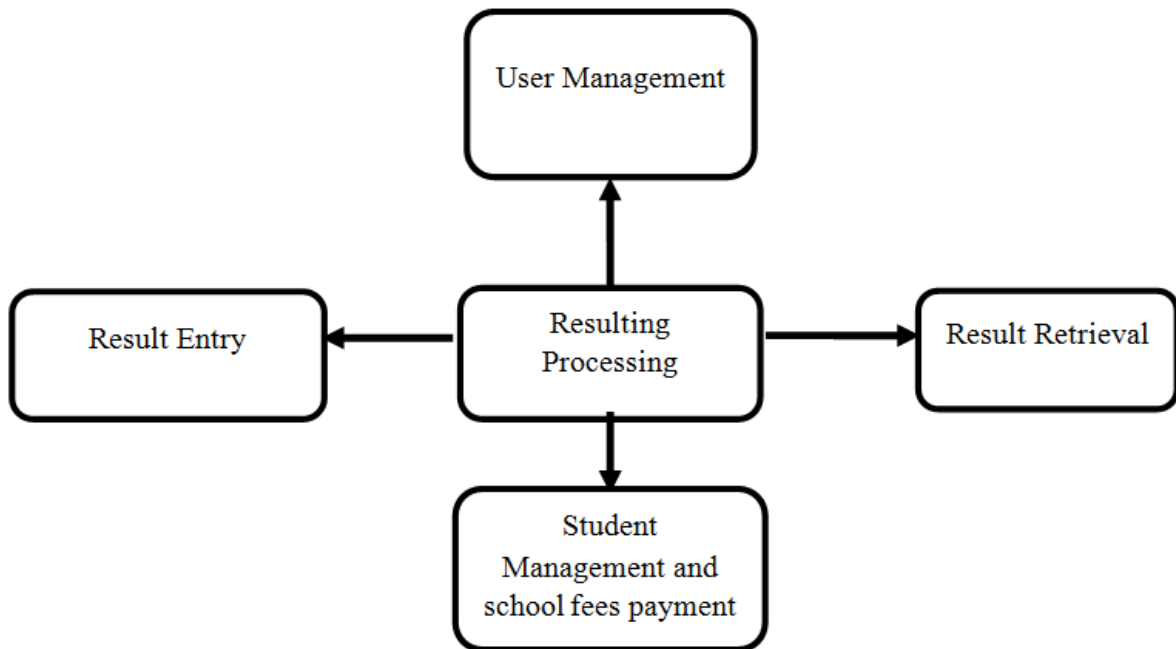 User Management
Result Entry
Resulting
Processing
Result Retrieval
Student
Management and
school fees payment